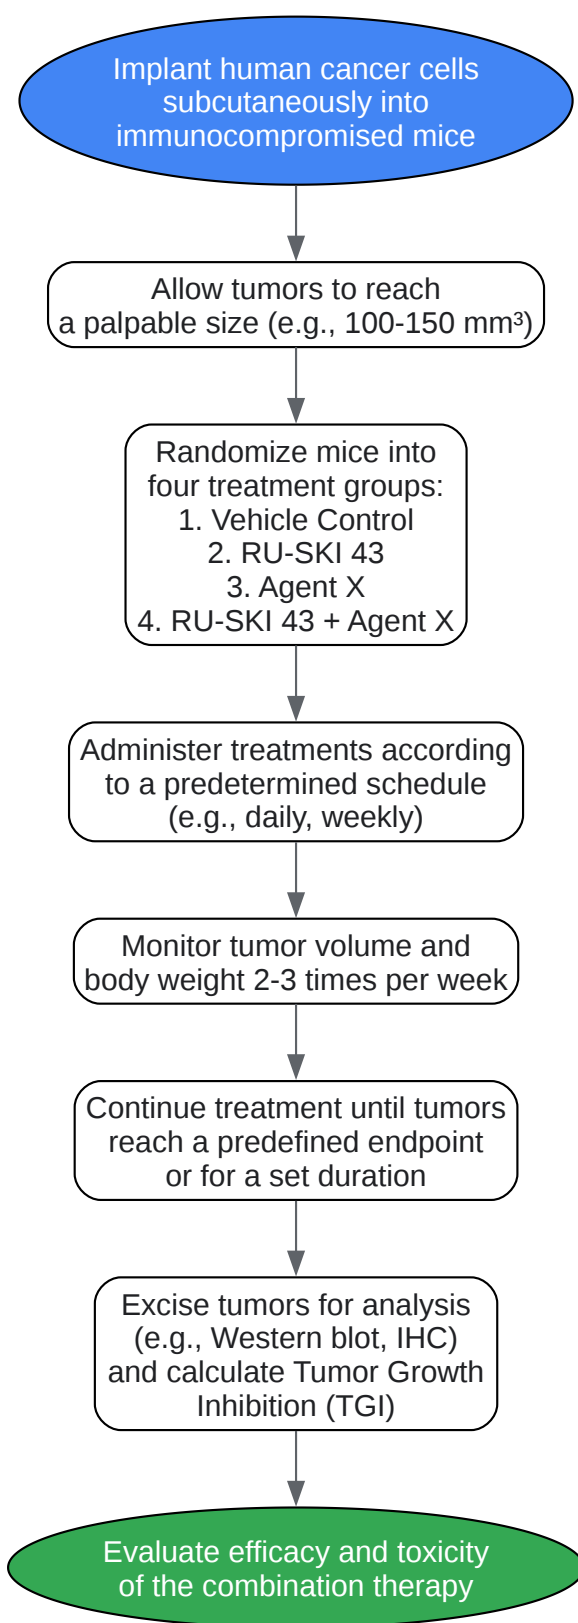 Implant human cancer cells
subcutaneously into
immunocompromised mice
Allow tumors to reach
a palpable size (e.g., 100-150 mm³)
Randomize mice into
four treatment groups:
1. Vehicle Control
2. RU-SKI 43
3. Agent X
4. RU-SKI 43 + Agent X
Administer treatments according
to a predetermined schedule
(e.g., daily, weekly)
Monitor tumor volume and
body weight 2-3 times per week
Continue treatment until tumors
reach a predefined endpoint
or for a set duration
Excise tumors for analysis
(e.g., Western blot, IHC)
and calculate Tumor Growth
Inhibition (TGI)
Evaluate efficacy and toxicity
of the combination therapy